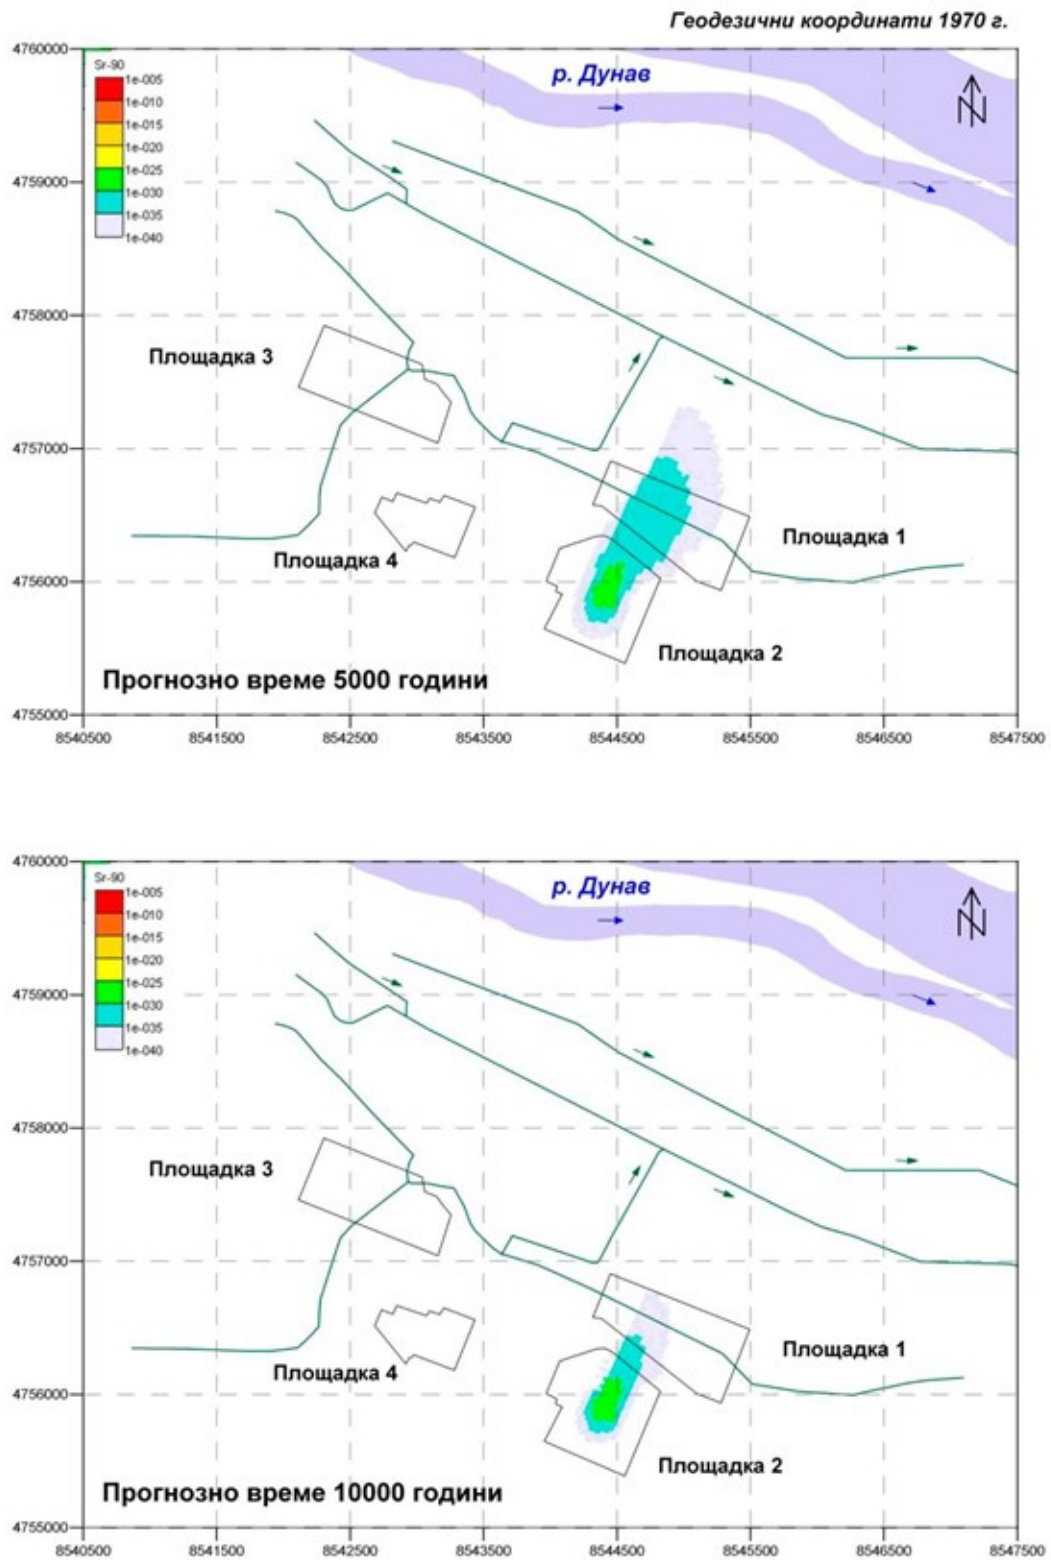 Геодезични координати 1970 г.
4760000
Sr-90
1e-005
1e-010
1e-015
1e-020
1e-025
1e-030
1e-035
1e-040
р. Дунав
N
4759000
4758000
Площадка 3
4757000
Площадка 1
Площадка 4
4756000
Площадка 2
Прогнозно време 5000 години
4755000
8540500 8541500 8542500 8543500 8544500 8545500 8546500 8547500
4760000
Sr-90
1e-005
1e-010
1e-015
1e-020
1e-025
1e-030
1e-035
1e-040
р. Дунав
N
4759000
4758000
Площадка 3
4757000
Площадка 1
Площадка 4
4756000
Площадка 2
Прогнозно време 10000 години
4755000
8540500 8541500 8542500 8543500 8544500 8545500 8546500 8547500